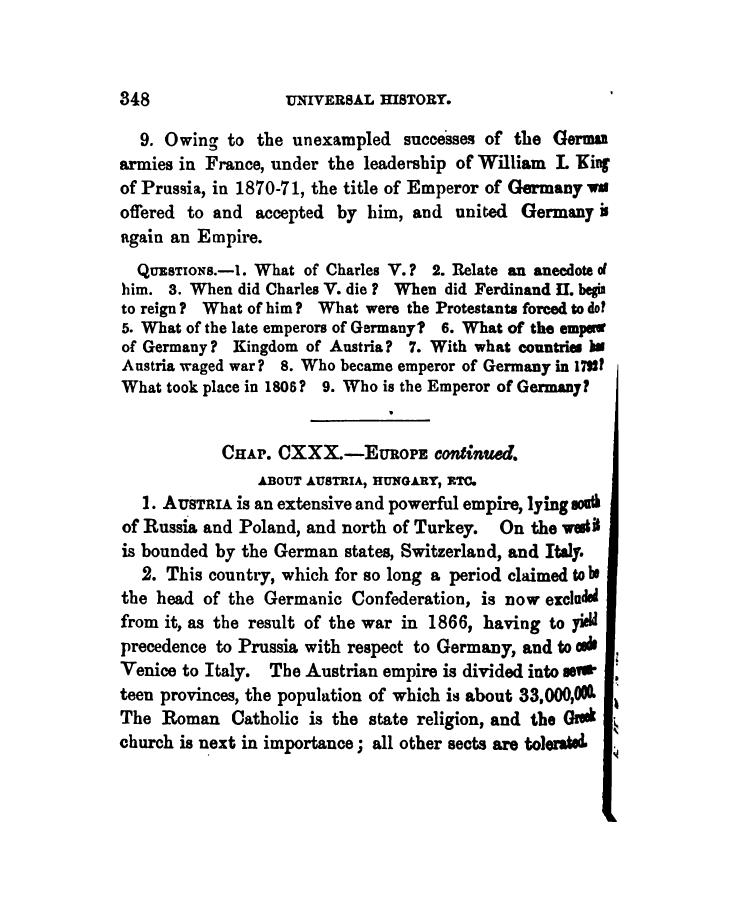 348 UNIVERSAL HISTORY.
9. Owing to the unexampled successes of the German
armies in France, under the leadership of William I. King
of Prussia, in 1870-71, the title of Emperor of Germany was
offered to and accepted by him, and united Germany is
again an Empire.
QUESTIONS.—1. What of Charles V.? 2. Relate an anecdote of
him. 3. When did Charles V. die? When did Ferdinand II. begin
to reign? What of him? What were the Protestants forced to do?
5. What of the late emperors of Germany? 6. What of the emperor
of Germany? Kingdom of Austria? 7. With what countries has
Austria waged war? 8. Who became emperor of Germany in 1792?
What took place in 1806? 9. Who is the Emperor of Germany?
CHAP. CXXX.—EUROPE continued.
ABOUT AUSTRIA, HUNGARY, ETC.
1. AUSTRIA is an extensive and powerful empire, lying south
of Russia and Poland, and north of Turkey. On the west it
is bounded by the German states, Switzerland, and Italy.
2. This country, which for so long a period claimed to be
the head of the Germanic Confederation, is now excluded
from it, as the result of the war in 1866, having to yield
precedence to Prussia with respect to Germany, and to cede
Venice to Italy. The Austrian empire is divided into seven-
teen provinces, the population of which is about 33,000,000.
The Roman Catholic is the state religion, and the Greek
church is next in importance; all other sects are tolerated.